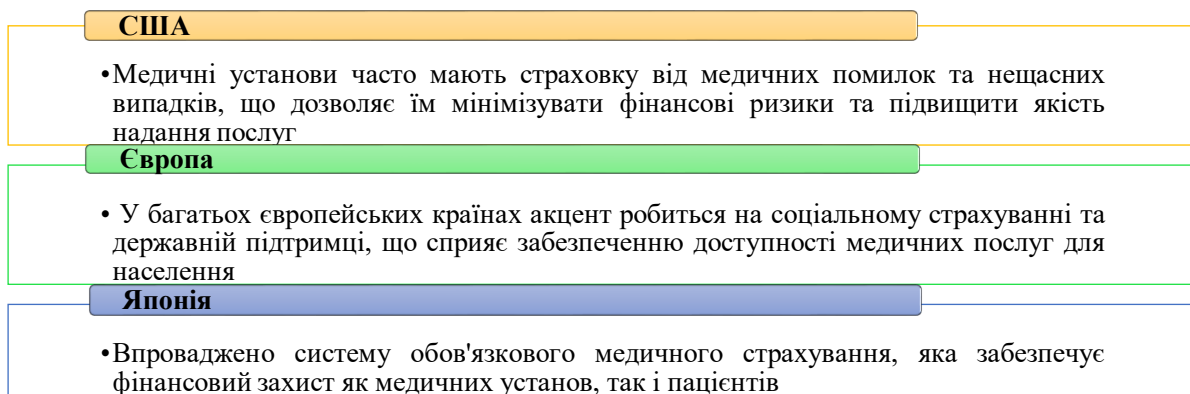 США
•Медичні установи часто мають страховку від медичних помилок та нещасних
випадків, що дозволяє їм мінімізувати фінансові ризики та підвищити якість
надання послуг
Європа
• У багатьох європейських країнах акцент робиться на соціальному страхуванні та
державній підтримці, що сприяє забезпеченню доступності медичних послуг для
населення
Японія
•Впроваджено систему обов'язкового медичного страхування, яка забезпечує
фінансовий захист як медичних установ, так і пацієнтів